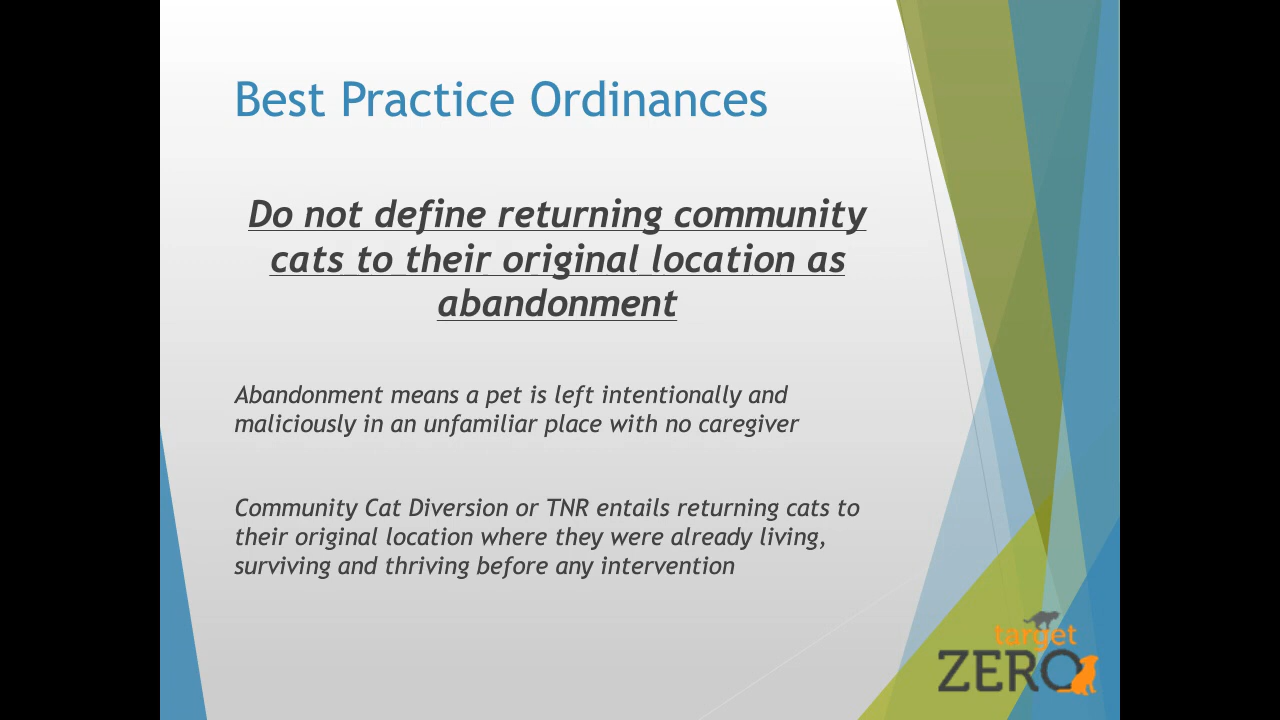 Best Practice Ordinances
Do not define returning community
cats to their original location as
abandonment
Abandonment means a pet is left intentionally and
maliciously in an unfamiliar place with no caregiver
Community Cat Diversion or TNR entails returning cats to
their original location where they were already living,
surviving and thriving before any intervention
target
ZERO